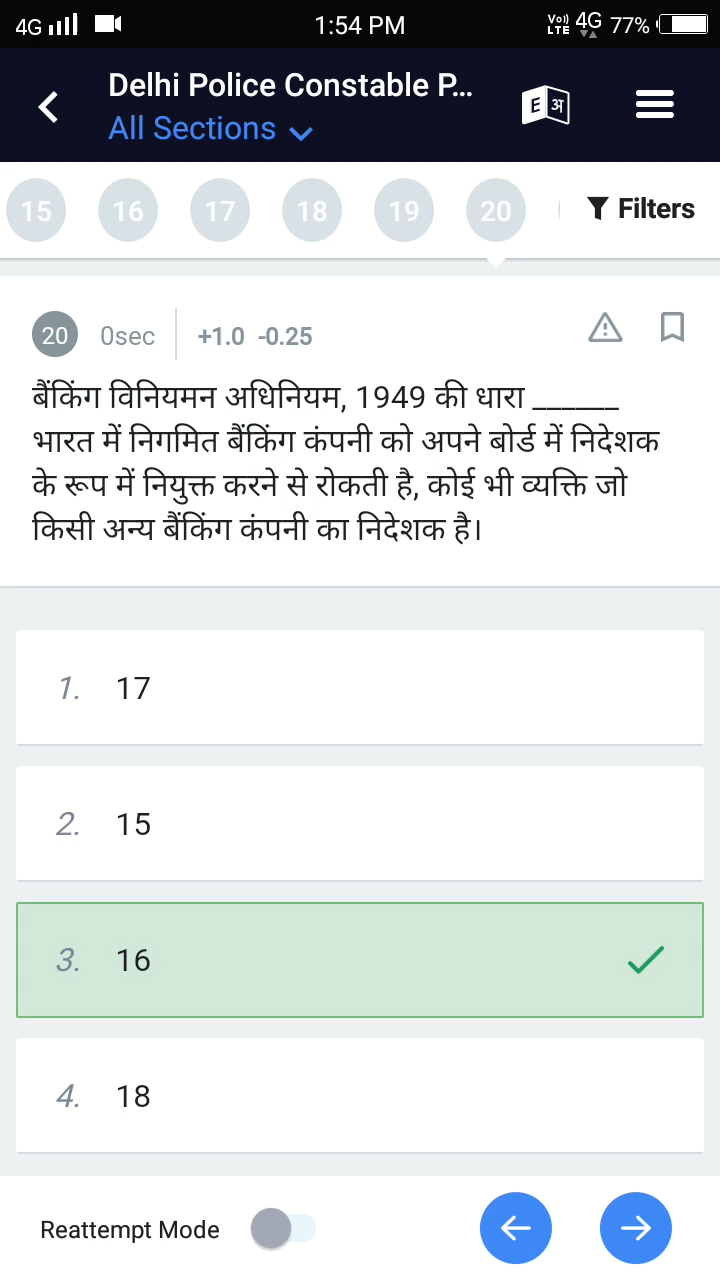 4G 1:54 PM Vo)) LTE 4G 77%
Delhi Police Constable P...
E अ
All Sections
15 16 17 18 19 20 Filters
20 0sec +1.0 -0.25
बैंकिंग विनियमन अधिनियम, 1949 की धारा ______
भारत में निगमित बैंकिंग कंपनी को अपने बोर्ड में निदेशक
के रूप में नियुक्त करने से रोकती है, कोई भी व्यक्ति जो
किसी अन्य बैंकिंग कंपनी का निदेशक है।
1. 17
2. 15
3. 16
4. 18
Reattempt Mode